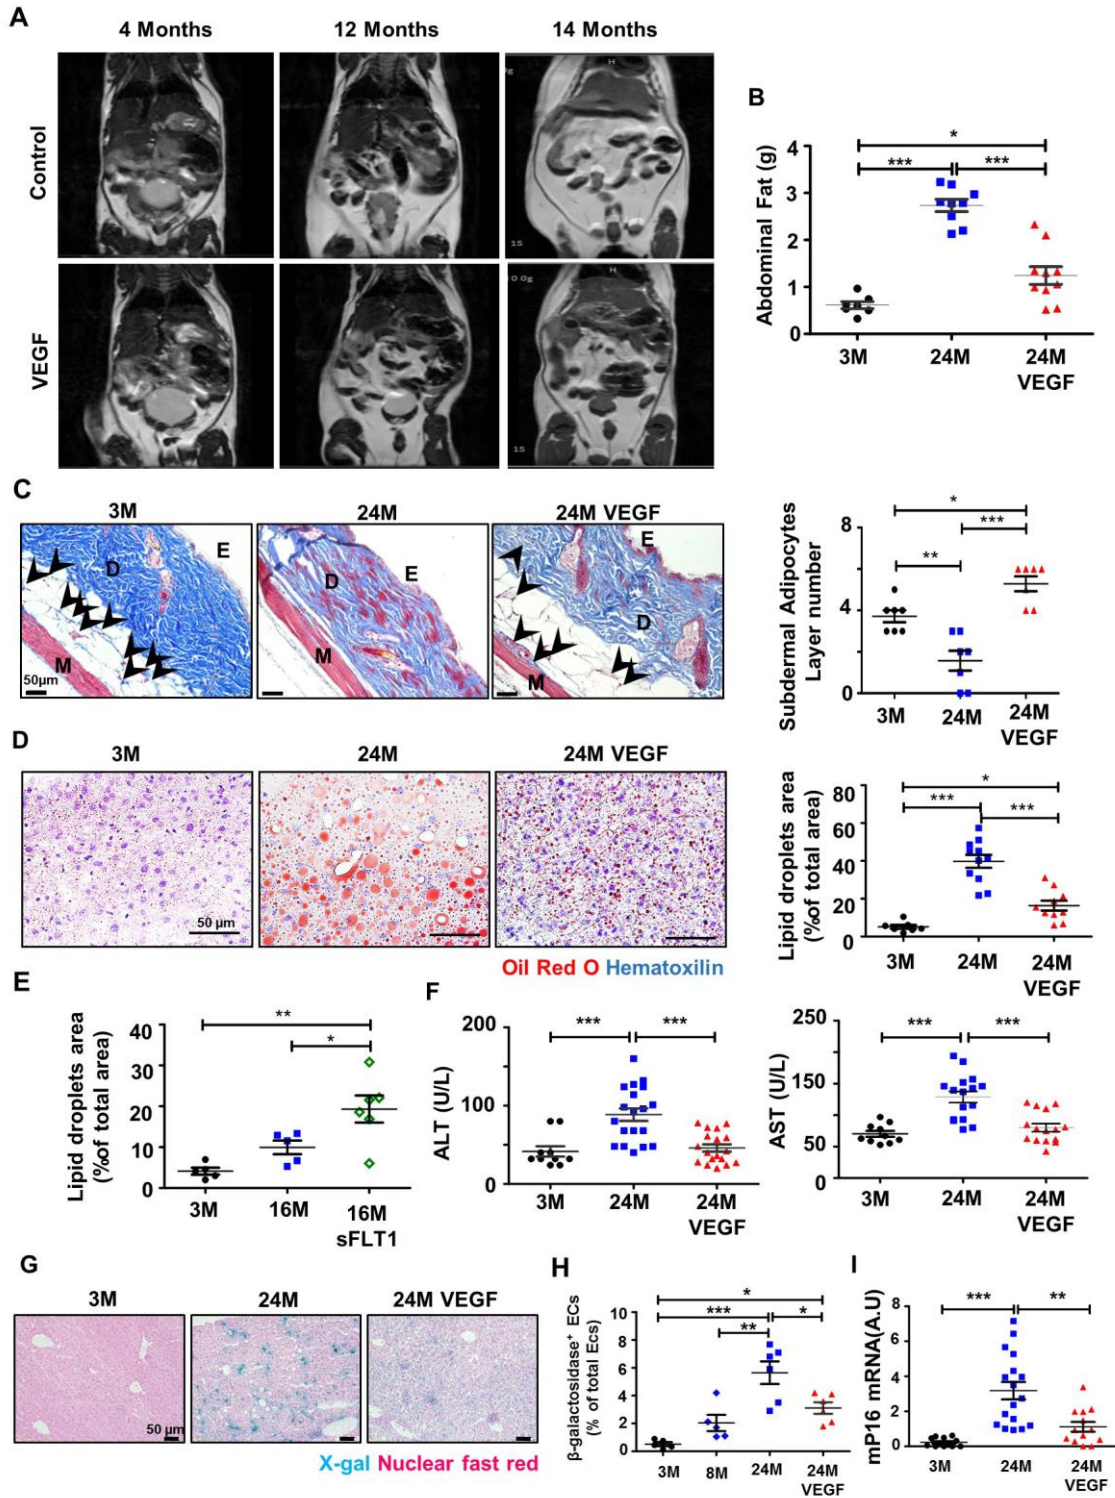 A
4 Months 12 Months 14 Months
Control
VEGF
H
H
1S
1S
B
Abdominal Fat (g)
4
3
2
1
0
*
*** ***
3M 24M 24M
VEGF
C
3M 24M 24M VEGF
D E M
50µm
D E M
E D M
Subdermal Adipocytes
Layer number
8
4
0
*
***
**
3M 24M 24M
VEGF
D
3M 24M 24M VEGF
50 µm
Oil Red O Hematoxilin
Lipid droplets area
(%of total area)
80
60
40
20
0
*
*** ***
3M 24M 24M
VEGF
E
Lipid droplets area
(%of total area)
40
30
20
10
0
**
*
3M 16M 16M
sFLT1
F
ALT (U/L)
200
100
0
*** ***
3M 24M 24M
VEGF
AST (U/L)
250
150
50
0
*** ***
3M 24M 24M
VEGF
G
3M 24M 24M VEGF
50 µm
X-gal Nuclear fast red
H
β-galactosidase⁺ ECs
(% of total Ecs)
10
8
6
4
2
0
*
*** *
**
3M 8M 24M 24M
VEGF
I
mP16 mRNA(A.U)
8
6
4
2
0
*** **
3M 24M 24M
VEGF